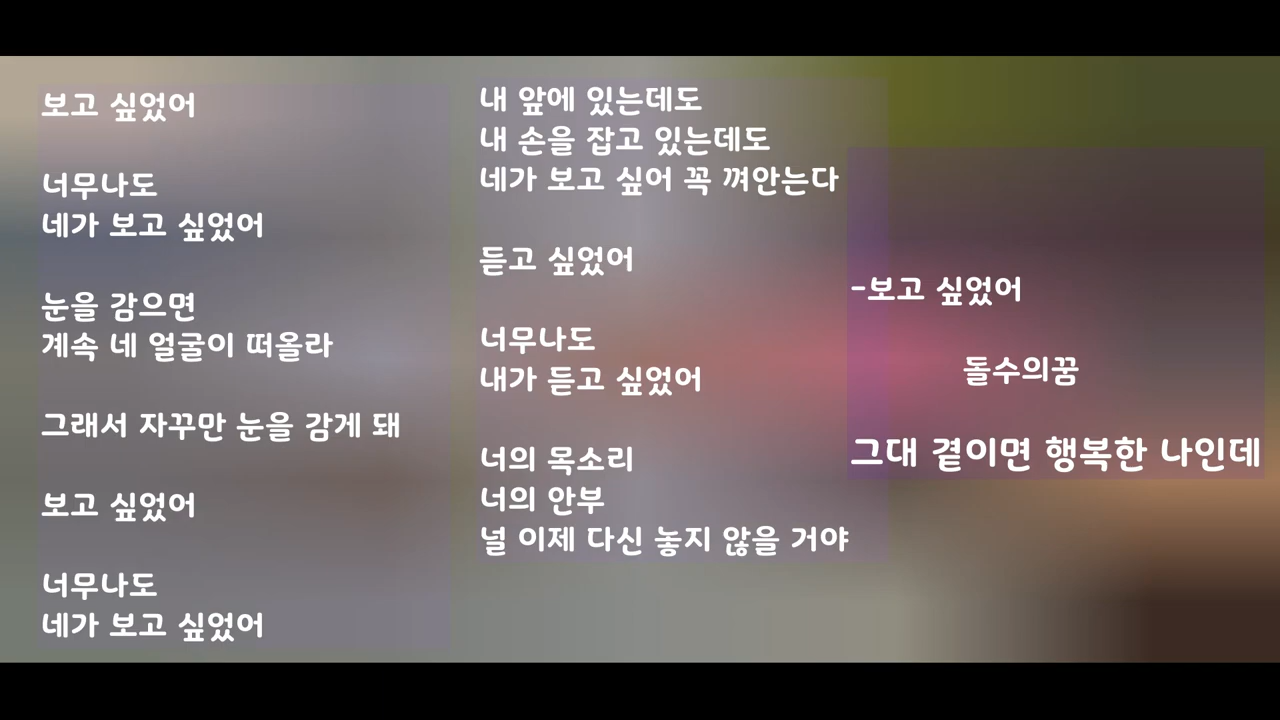 보고 싶었어
너무나도
네가 보고 싶었어
눈을 감으면
계속 네 얼굴이 떠올라
그래서 자꾸만 눈을 감게 돼
보고 싶었어
너무나도
네가 보고 싶었어
내 앞에 있는데도
내 손을 잡고 있는데도
네가 보고 싶어 꼭 껴안는다
듣고 싶었어
너무나도
내가 듣고 싶었어
너의 목소리
너의 안부
널 이제 다신 놓지 않을 거야
-보고 싶었어
돌수의꿈
그대 곁이면 행복한 나인데